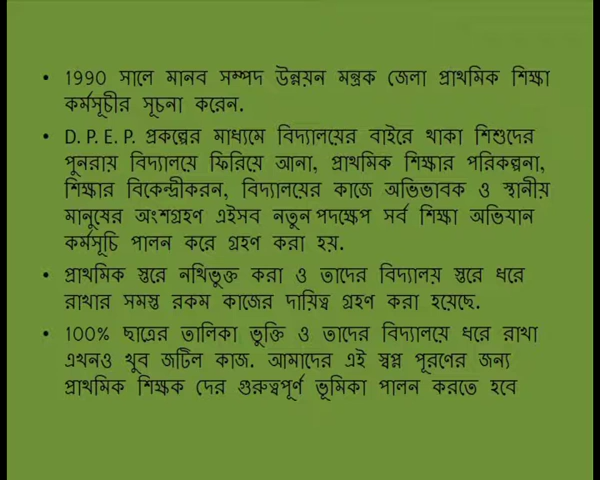 • 1990 সালে মানব সম্পদ উন্নয়ন মন্ত্রক জেলা প্রাথমিক শিক্ষা
কর্মসূচীর সূচনা করেন.
• D. P. E. P. প্রকল্পের মাধ্যমে বিদ্যালয়ের বাইরে থাকা শিশুদের
পুনরায় বিদ্যালয়ে ফিরিয়ে আনা, প্রাথমিক শিক্ষার পরিকল্পনা,
শিক্ষার বিকেন্দ্রীকরন, বিদ্যালয়ের কাজে অভিভাবক ও স্থানীয়
মানুষের অংশগ্রহণ এইসব নতুন পদক্ষেপ সর্ব শিক্ষা অভিযান
কর্মসূচি পালন করে গ্রহণ করা হয়.
• প্রাথমিক স্তরে নথিভুক্ত করা ও তাদের বিদ্যালয় স্তরে ধরে
রাখার সমস্ত রকম কাজের দায়িত্ব গ্রহণ করা হয়েছে.
• 100% ছাত্রের তালিকা ভুক্তি ও তাদের বিদ্যালয়ে ধরে রাখা
এখনও খুব জটিল কাজ. আমাদের এই স্বপ্ন পূরণের জন্য
প্রাথমিক শিক্ষক দের গুরুত্বপূর্ণ ভূমিকা পালন করতে হবে